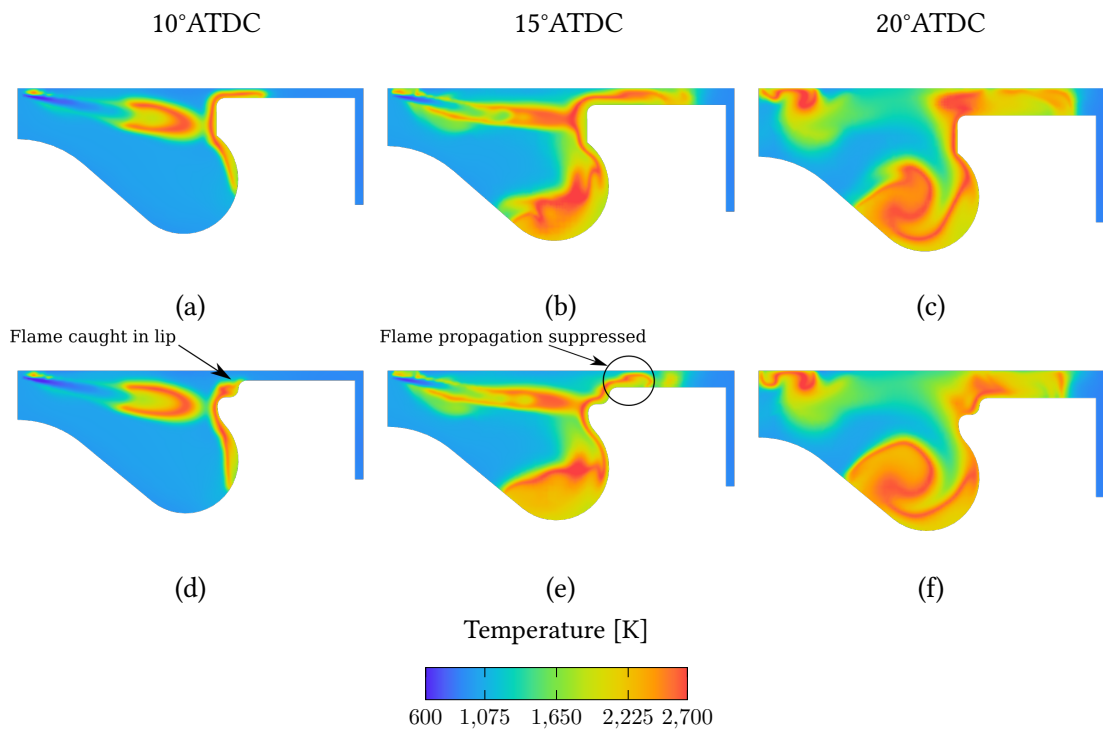 10°ATDC 15°ATDC 20°ATDC
(a) (b) (c)
Flame caught in lip Flame propagation suppressed
(d) (e) (f)
Temperature [K]
600 1,075 1,650 2,225 2,700